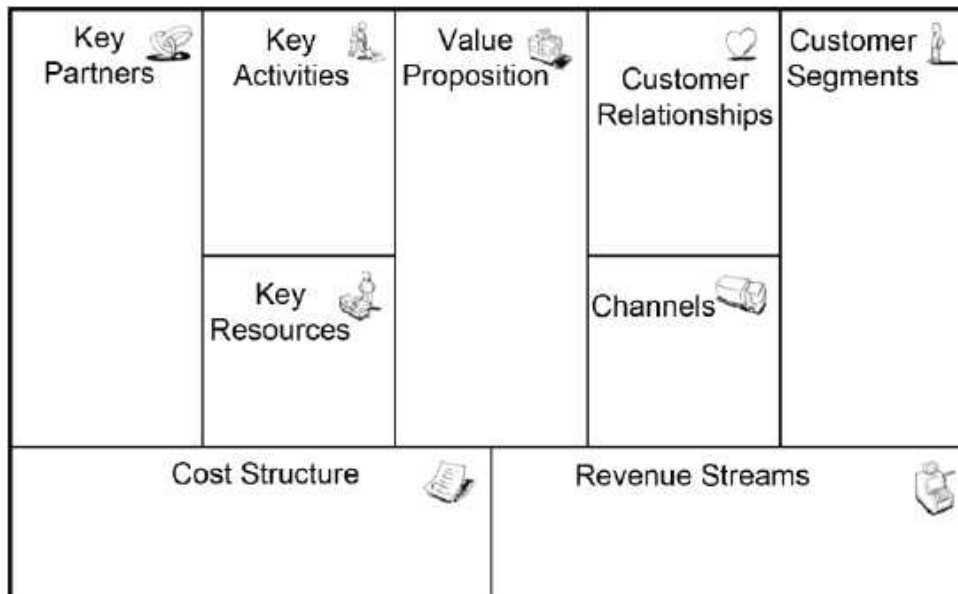 Key
Partners
Key
Activities
Key
Resources
Value
Proposition
Customer
Relationships
Channels
Customer
Segments
Cost Structure
Revenue Streams